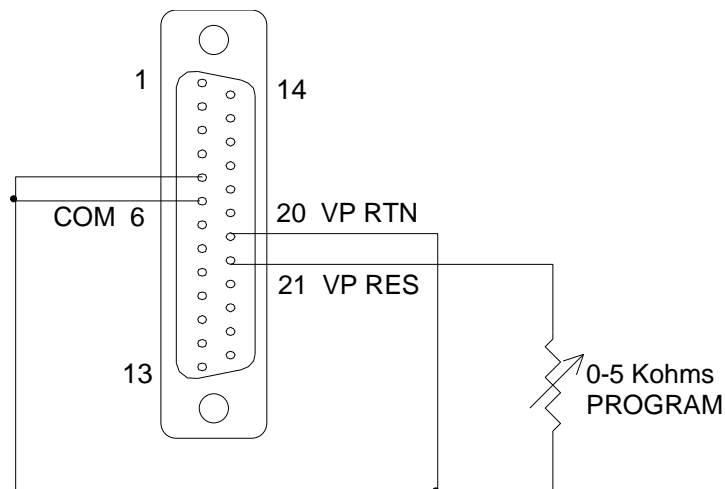 1
14
COM 6
20 VP RTN
21 VP RES
13
0-5 Kohms
PROGRAM